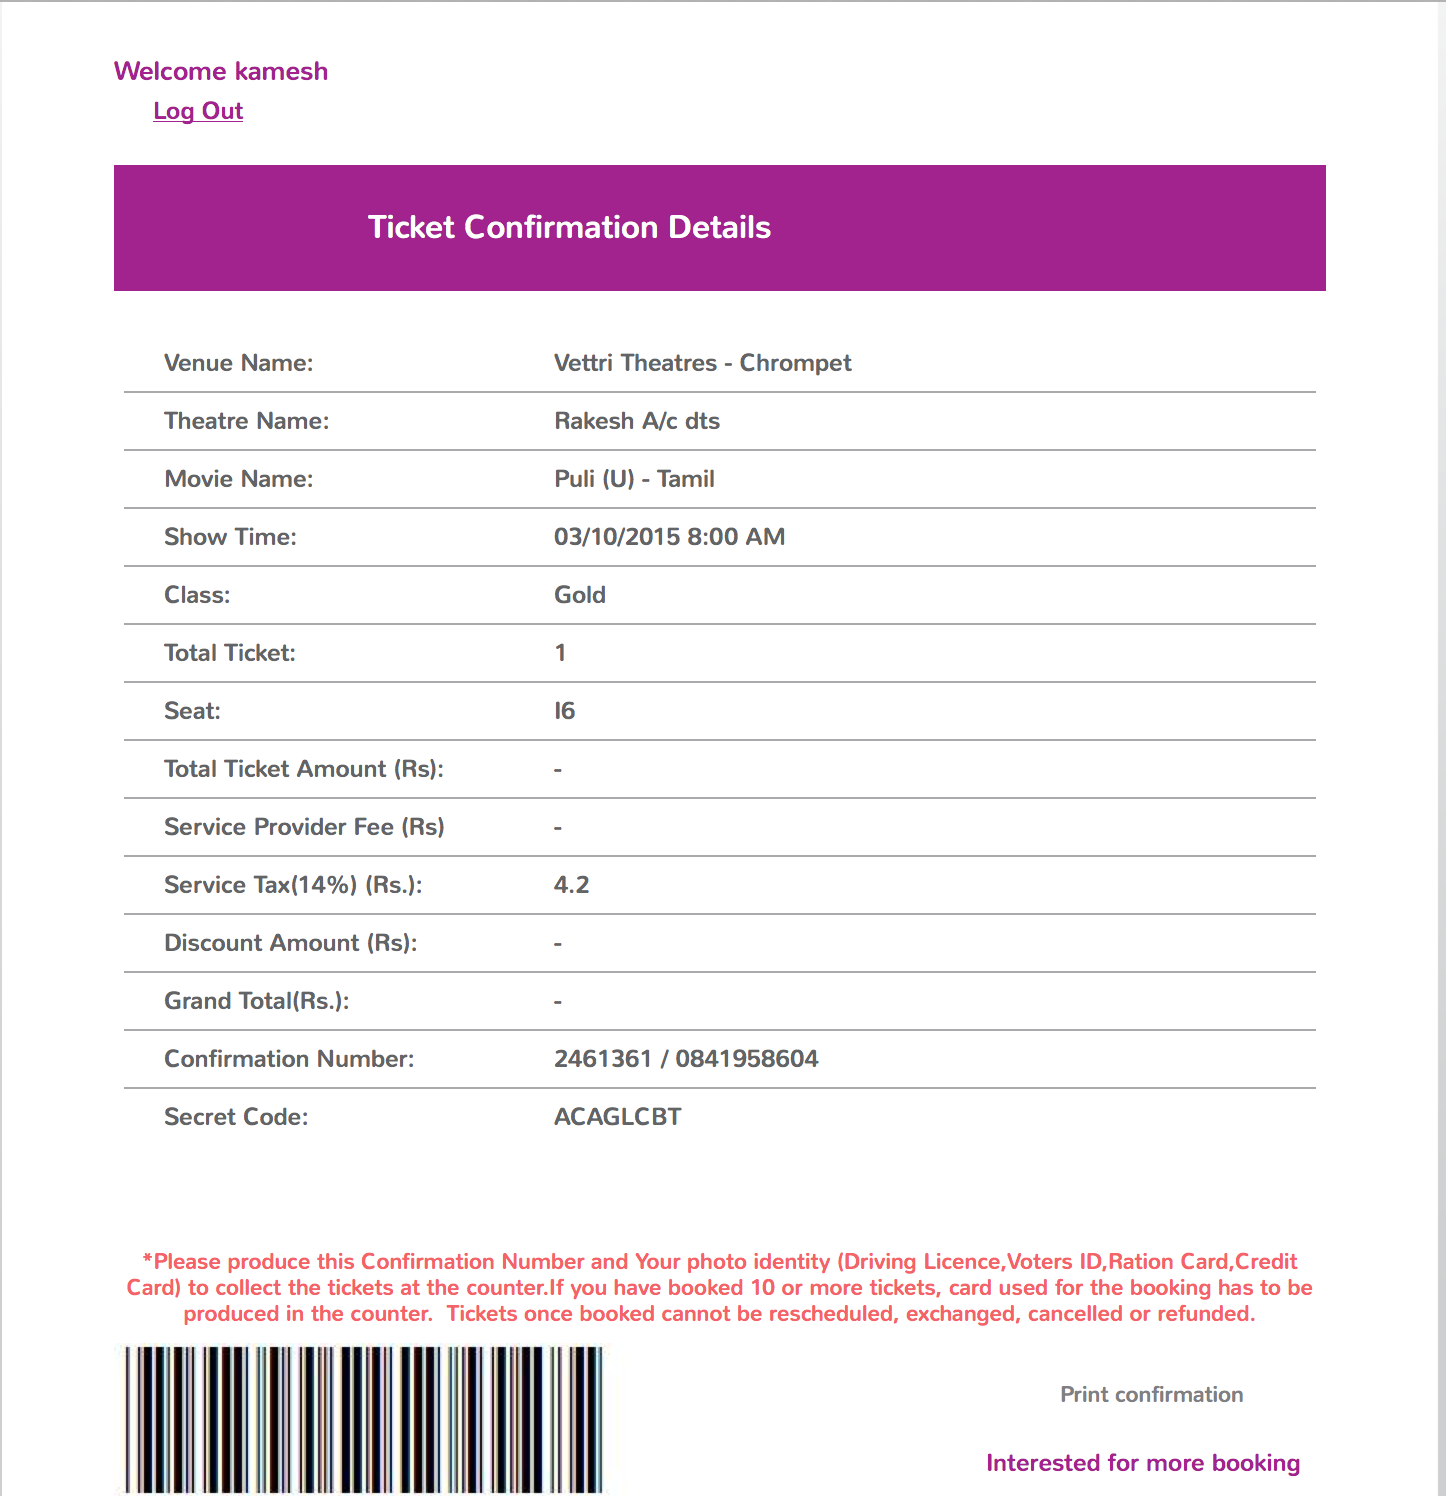 Welcome kamesh
Log Out
Ticket Confirmation Details
Venue Name: Vettri Theatres - Chrompet
Theatre Name: Rakesh A/c dts
Movie Name: Puli (U) - Tamil
Show Time: 03/10/2015 8:00 AM
Class: Gold
Total Ticket: 1
Seat: I6
Total Ticket Amount (Rs): -
Service Provider Fee (Rs) -
Service Tax(14%) (Rs.): 4.2
Discount Amount (Rs): -
Grand Total(Rs.): -
Confirmation Number: 2461361 / 0841958604
Secret Code: ACAGLCBT
*Please produce this Confirmation Number and Your photo identity (Driving Licence,Voters ID,Ration Card,Credit
Card) to collect the tickets at the counter.If you have booked 10 or more tickets, card used for the booking has to be
produced in the counter.  Tickets once booked cannot be rescheduled, exchanged, cancelled or refunded.
Print confirmation
Interested for more booking